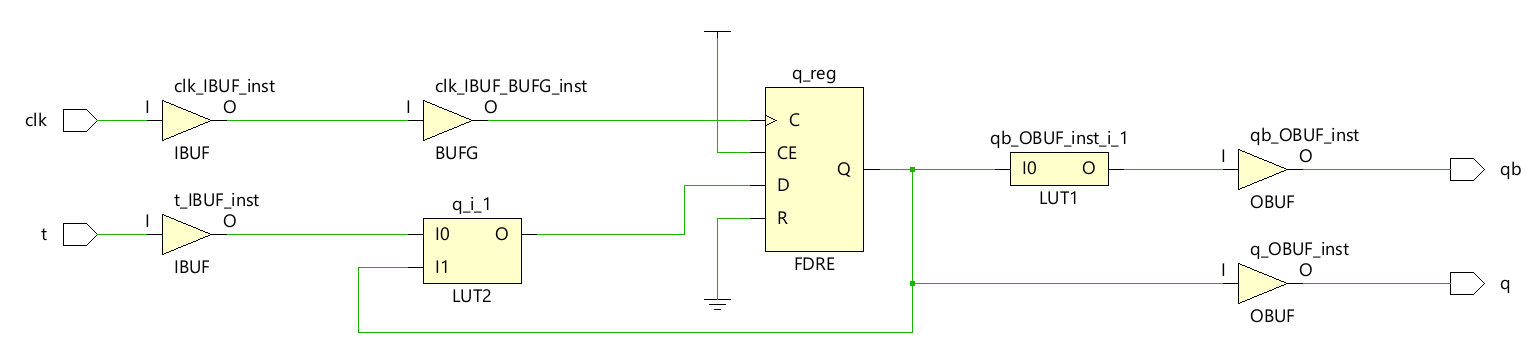 clk
I
clk_IBUF_inst
O
IBUF
I
clk_IBUF_BUFG_inst
O
BUFG
t
I
t_IBUF_inst
O
IBUF
q_i_1
I0
O
I1
LUT2
q_reg
C
CE
D
R
Q
FDRE
qb_OBUF_inst_i_1
I0
O
LUT1
I
qb_OBUF_inst
O
OBUF
qb
I
q_OBUF_inst
O
OBUF
q